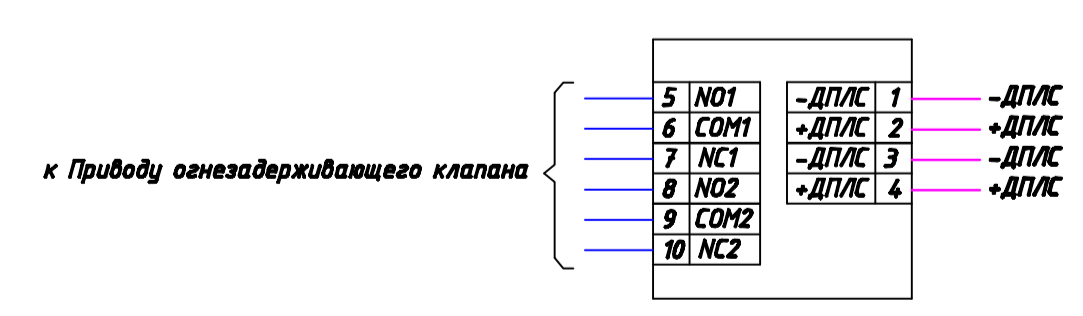 5 NO1 -ДПЛС 1 -ДПЛС
6 COM1 +ДПЛС 2 +ДПЛС
7 NC1 -ДПЛС 3 -ДПЛС
к Приводу огнезадерживающего клапана
8 NO2 +ДПЛС 4 +ДПЛС
9 COM2
10 NC2